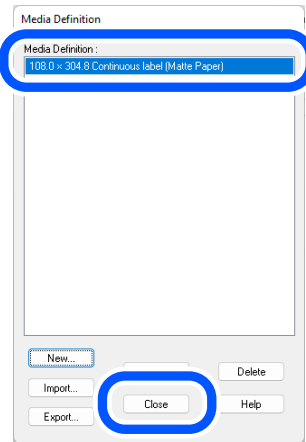 Media Definition
Media Definition :
108.0 × 304.8 Continuous label (Matte Paper)
New...
Delete
Import...
Close
Help
Export...